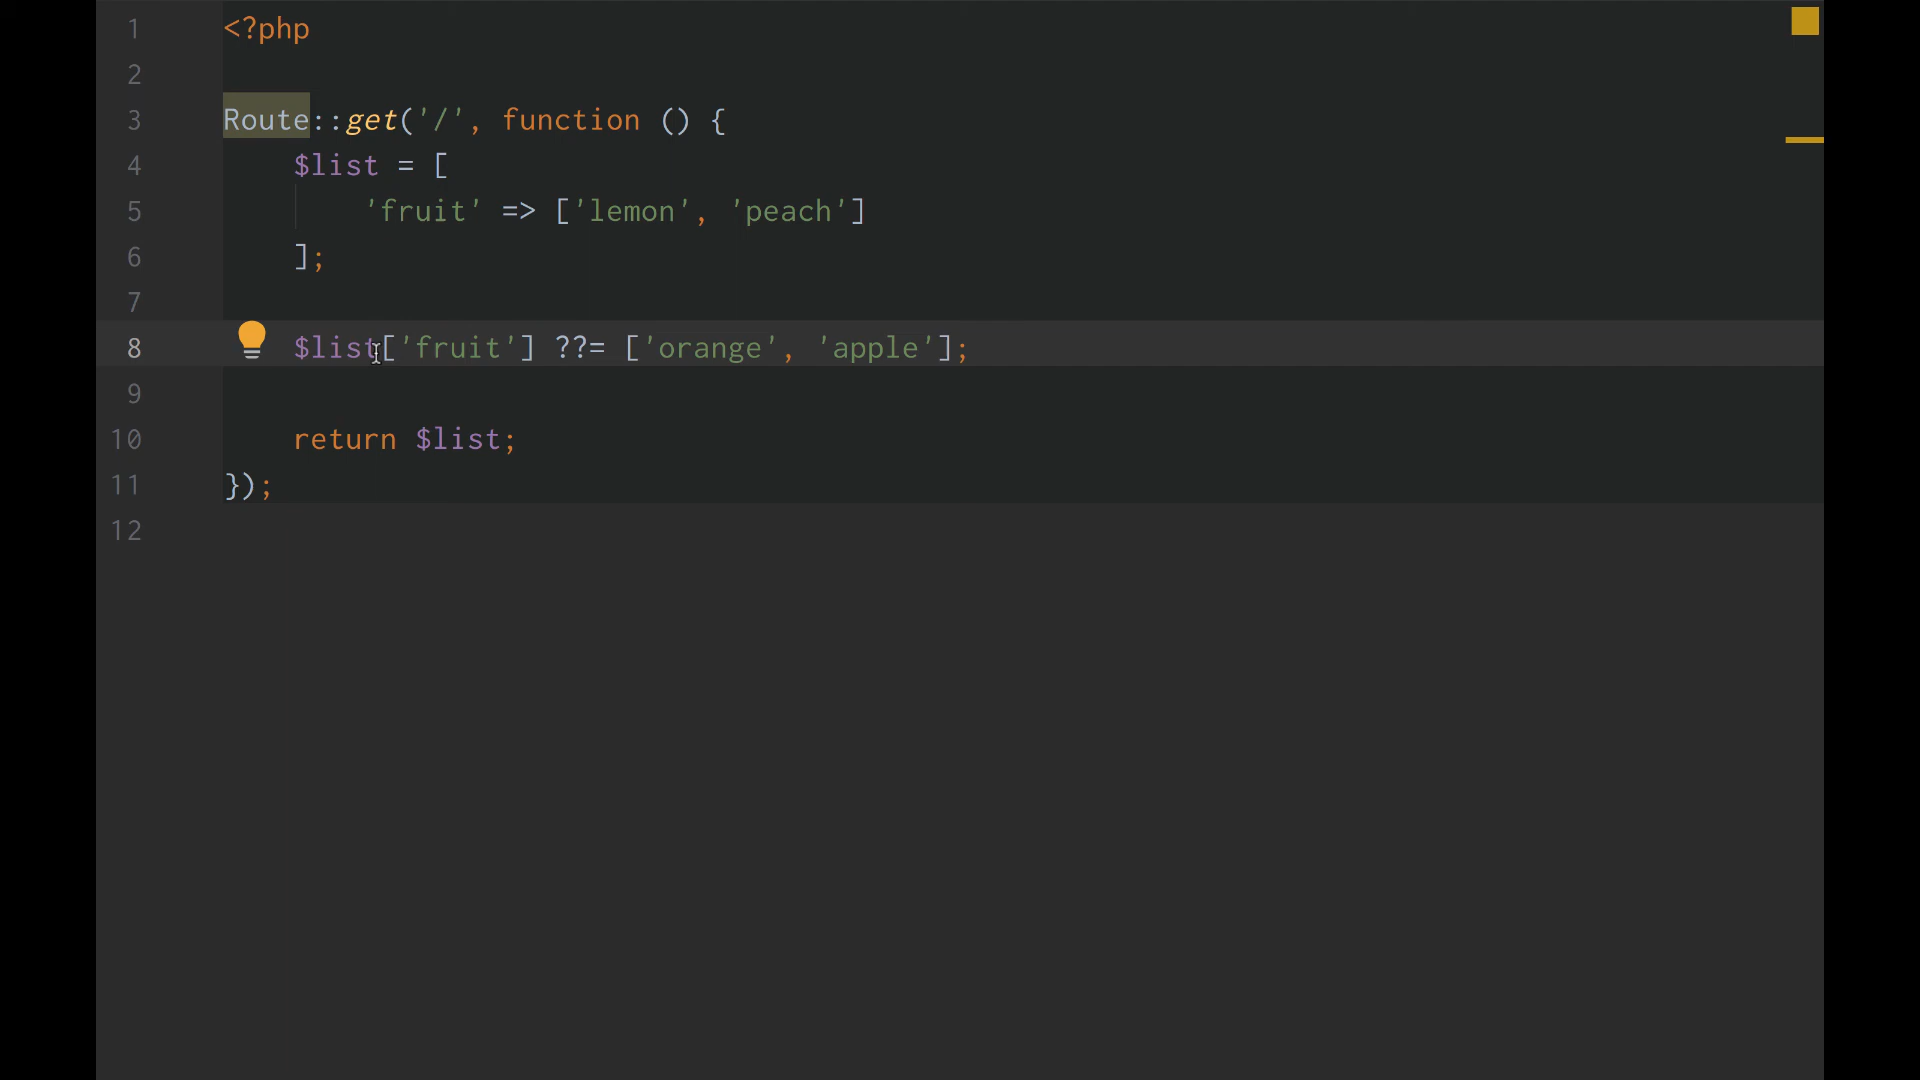 1 <?php
2
3 Route::get('/', function () {
4 $list = [
5 'fruit' => ['lemon', 'peach']
6 ];
7
8 $list['fruit'] ??= ['orange', 'apple'];
9
10 return $list;
11 });
12